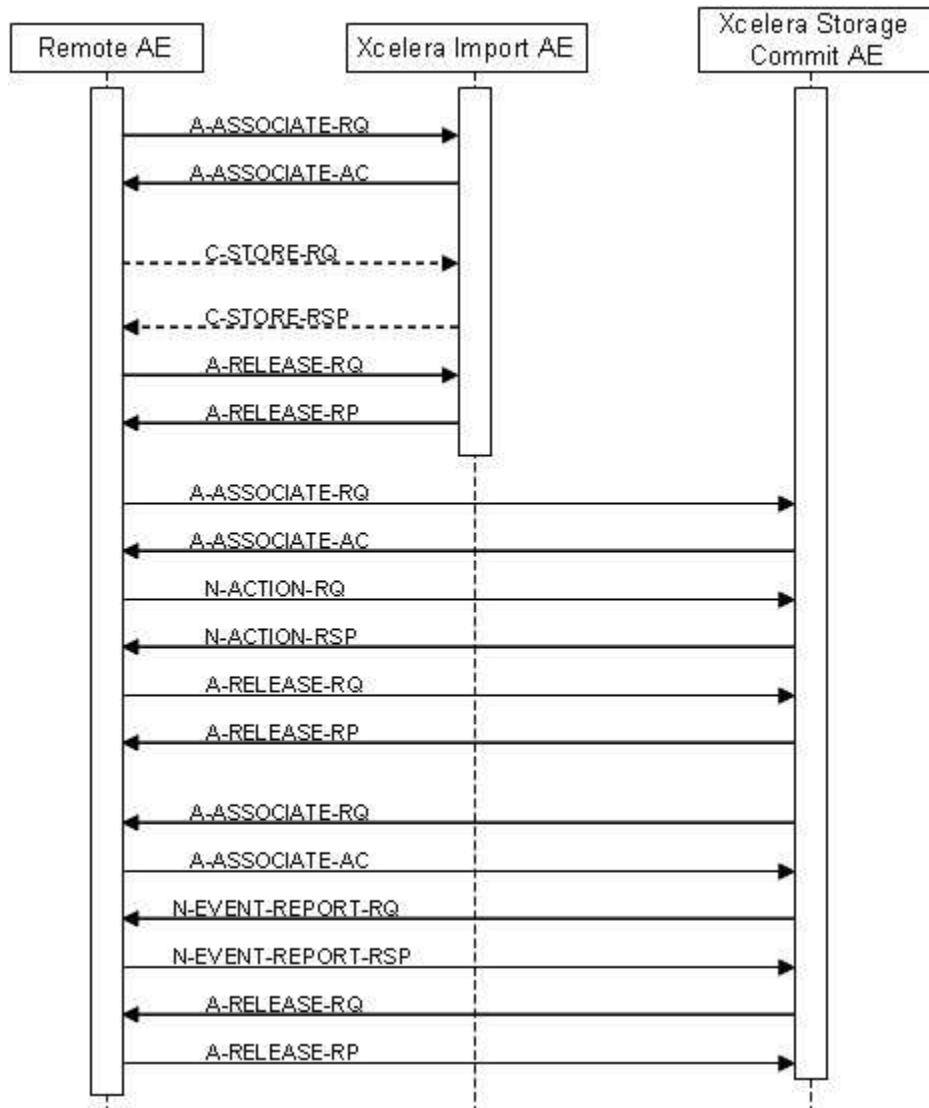 Remote AE
Xcelera Import AE
Xcelera Storage
Commit AE
A-ASSOCIATE-RQ
A-ASSOCIATE-AC
C-STORE-RQ
C-STORE-RSP
A-RELEASE-RQ
A-RELEASE-RP
A-ASSOCIATE-RQ
A-ASSOCIATE-AC
N-ACTION-RQ
N-ACTION-RSP
A-RELEASE-RQ
A-RELEASE-RP
A-ASSOCIATE-RQ
A-ASSOCIATE-AC
N-EVENT-REPORT-RQ
N-EVENT-REPORT-RSP
A-RELEASE-RQ
A-RELEASE-RP